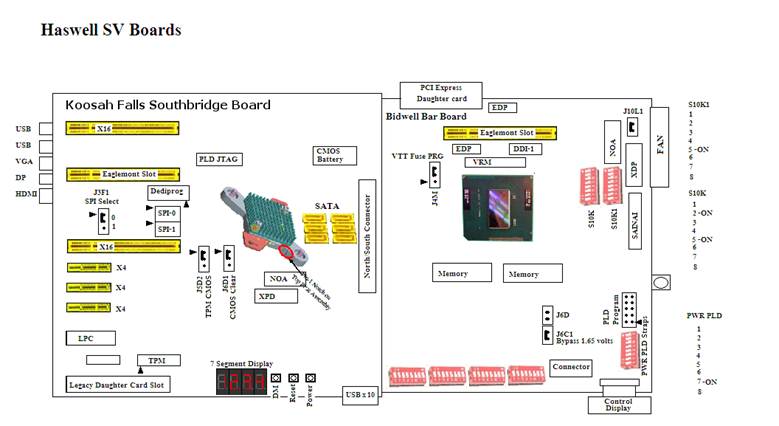 Haswell SV Boards
PCI Express
Daughter card
Koosah Falls Southbridge Board
Bidwell Bar Board
EDP
J10L1
S10K1
1
2
3
4
5 -ON
6
7
8
USB
USB
VGA
DP
HDMI
X16
Eaglemont Slot
PLD JTAG
CMOS
Battery
Eaglemont Slot
EDP
DDI-1
VRM
VTT Fuse PRG
J4M
NOA
XDP
FAN
J3F1
SPI Select
0
1
Dediprog
SPI-0
SPI-1
SATA
North/South Connector
S10K
S10K1
SAINAI
S10K
1
2 -ON
3
4
5 -ON
6
7
8
X16
X4
X4
X4
J5D2
TPM CMOS
J6D1
CMOS Clear
NOA
XPD
Memory
Memory
LPC
TPM
Legacy Daughter Card Slot
7 Segment Display
DM
Reset
Power
USB x 10
J6D
J6C1
Bypass 1.65 volts
Connector
PLD
Program
PWR PLD Straps
Control
Display
PWR PLD
1
2
3
4
5
6
7 -ON
8